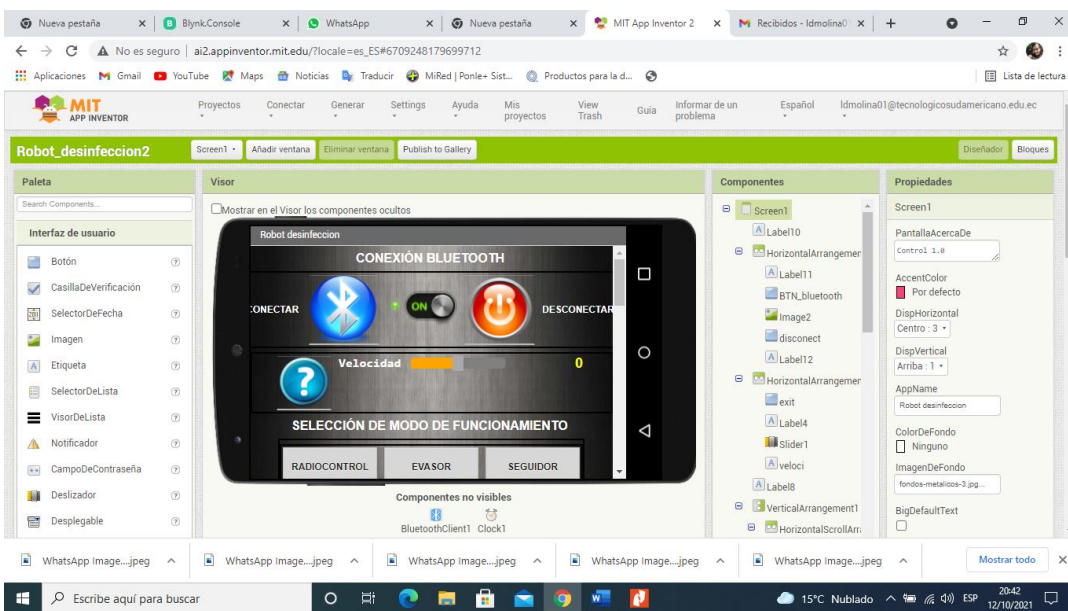 Nueva pestaña
Blynk.Console
WhatsApp
Nueva pestaña
MIT App Inventor 2
Recibidos - ldmolina0
No es seguro
ai2.appinventor.mit.edu/?locale=es_ES#6709248179699712
Aplicaciones
Gmail
YouTube
Maps
Noticias
Traducir
MiRed | Ponle+ Sist...
Productos para la d...
Lista de lectura
MIT
APP INVENTOR
Proyectos
Conectar
Generar
Settings
Ayuda
Mis proyectos
View Trash
Guía
Informar de un problema
Español
ldmolina01@tecnologicosudamericano.edu.ec
Robot_desinfeccion2
Screen1
Añadir ventana
Eliminar ventana
Publish to Gallery
Diseñador
Bloques
Paleta
Search Components...
Interfaz de usuario
Botón
CasillaDeVerificación
SelectorDeFecha
Imagen
Etiqueta
SelectorDeLista
VisorDeLista
Notificador
CampoDeContraseña
Deslizador
Desplegable
Visor
Mostrar en el Visor los componentes ocultos
Robot desinfeccion
CONEXIÓN BLUETOOTH
CONECTAR
ON
DESCONECTAR
Velocidad
0
SELECCIÓN DE MODO DE FUNCIONAMIENTO
RADIOCONTROL
EVASOR
SEGUIDOR
Componentes no visibles
BluetoothClient1
Clock1
Componentes
Screen1
Label10
HorizontalArrangemen
Label11
BTN_bluetooth
Image2
disconect
Label12
HorizontalArrangemen
exit
Label4
Slider1
veloci
Label8
VerticalArrangement1
HorizontalScrollArra
Propiedades
Screen1
PantallaAcercaDe
Control 1.0
AccentColor
Por defecto
DispHorizontal
Centro : 3
DispVertical
Arriba : 1
AppName
Robot desinfeccion
ColorDeFondo
Ninguno
ImagenDeFondo
fondos-metalicos-3.jpg...
BigDefaultText
WhatsApp Image....jpeg
WhatsApp Image....jpeg
WhatsApp Image....jpeg
WhatsApp Image....jpeg
WhatsApp Image....jpeg
Mostrar todo
Escribe aquí para buscar
15°C Nublado
ESP
20:42
12/10/2021